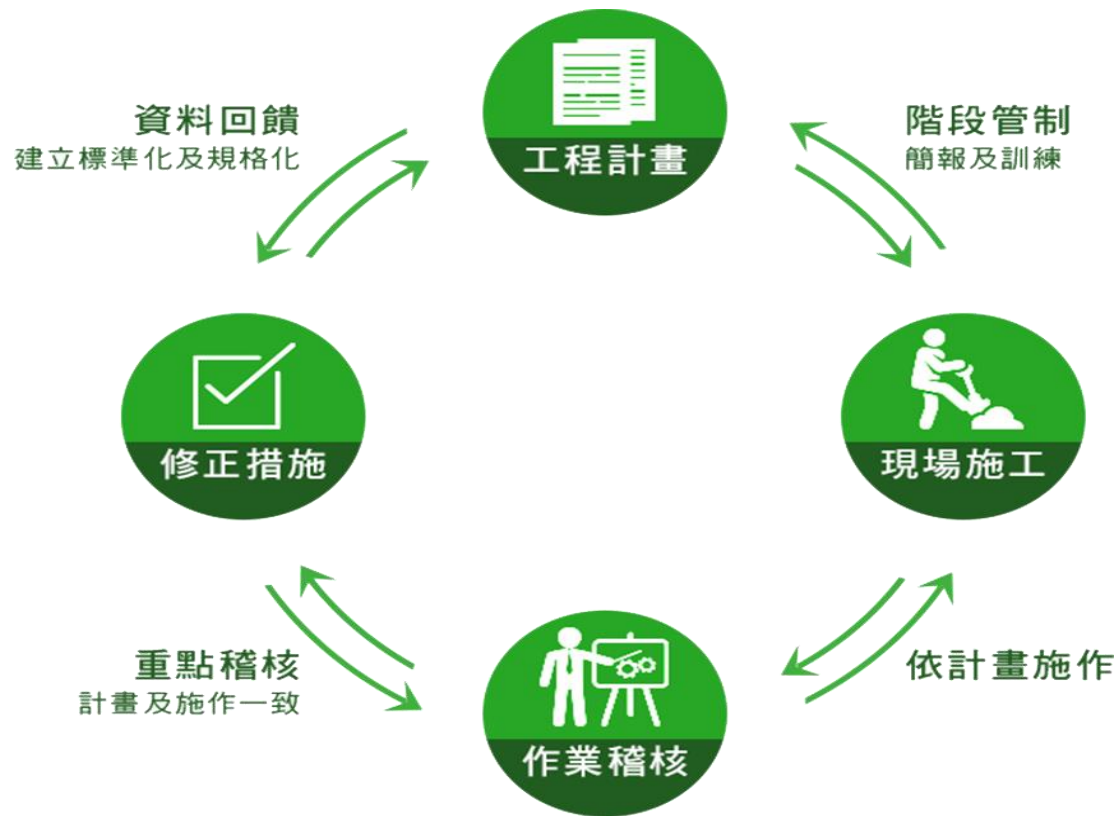 工程計畫
資料回饋
建立標準化及規格化
階段管制
簡報及訓練
修正措施
現場施工
重點稽核
計畫及施作一致
依計畫施作
作業稽核